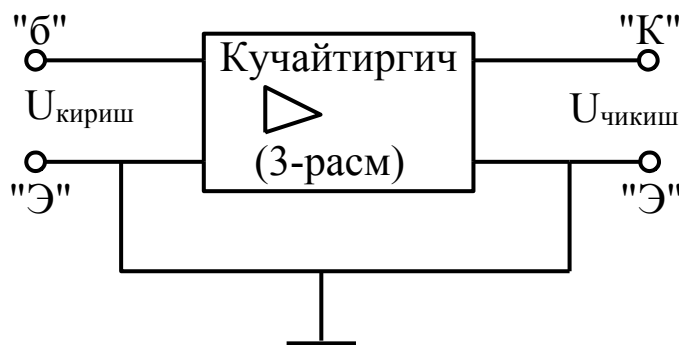 "б"
Кучайтиргич
"К"
Uкириш
Uчикиш
(3-расм)
"Э"
"Э"